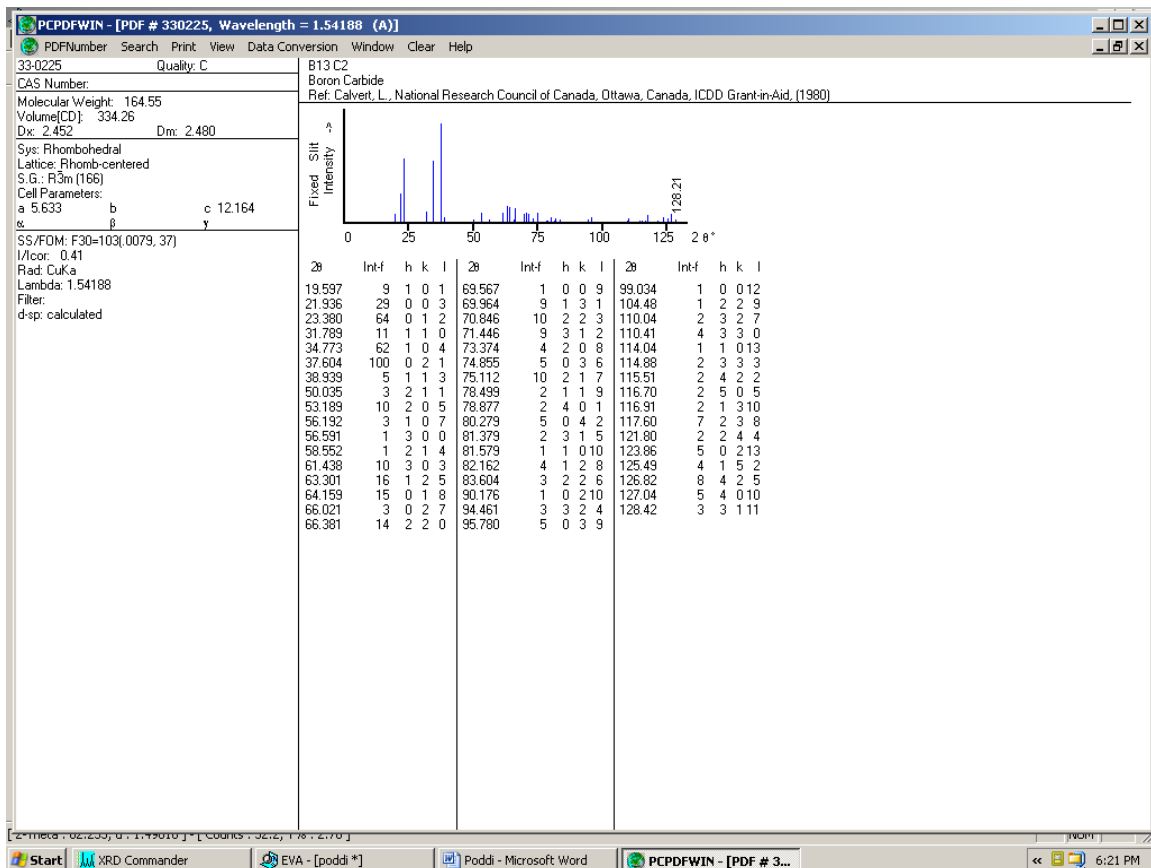 PCPDFWIN - [PDF # 330225, Wavelength = 1.54188 (A)]
PDFNumber Search Print View Data Conversion Window Clear Help
33-0225 Quality: C
CAS Number:
Molecular Weight: 164.55
Volume[CD]: 334.26
Dx: 2.452 Dm: 2.480
Sys: Rhombohedral
Lattice: Rhomb-centered
S.G.: R3̄m (166)
Cell Parameters:
a 5.633 b c 12.164
α β γ
SS/FOM: F30=103(.0079, 37)
I/Icor: 0.41
Rad: CuKa
Lambda: 1.54188
Filter:
d-sp: calculated
B13 C2
Boron Carbide
Ref: Calvert, L., National Research Council of Canada, Ottawa, Canada, ICDD Grant-in-Aid, (1980)
Fixed Slit
Intensity ->
128.21
0 25 50 75 100 125 2θ°
2θ Int-f h k l 2θ Int-f h k l 2θ Int-f h k l
19.597 9 1 0 1 69.567 1 0 0 9 99.034 1 0 0 12
21.936 29 0 0 3 69.964 9 1 3 1 104.48 1 2 2 9
23.380 64 0 1 2 70.846 10 2 2 3 110.04 2 3 2 7
31.789 11 1 1 0 71.446 9 3 1 2 110.41 4 3 3 0
34.773 62 1 0 4 73.374 4 2 0 8 114.04 1 1 0 13
37.604 100 0 2 1 74.855 5 0 3 6 114.88 2 3 3 3
38.939 5 1 1 3 75.112 10 2 1 7 115.51 2 4 2 2
50.035 3 2 1 1 78.499 2 1 1 9 116.70 2 5 0 5
53.189 10 2 0 5 78.877 2 4 0 1 116.91 2 1 3 10
56.192 3 1 0 7 80.279 5 0 4 2 117.60 7 2 3 8
56.591 1 3 0 0 81.379 2 3 1 5 121.80 2 2 4 4
58.552 1 2 1 4 81.579 1 1 0 10 123.86 5 0 2 13
61.438 10 3 0 3 82.162 4 1 2 8 125.49 4 1 5 2
63.301 16 1 2 5 83.604 3 2 2 6 126.82 8 4 2 5
64.159 15 0 1 8 90.176 1 0 2 10 127.04 5 4 0 10
66.021 3 0 2 7 94.461 3 3 2 4 128.42 3 3 1 11
66.381 14 2 2 0 95.780 5 0 3 9
Start XRD Commander EVA - [poddi *] Poddi - Microsoft Word PCPDFWIN - [PDF # 3... « 6:21 PM